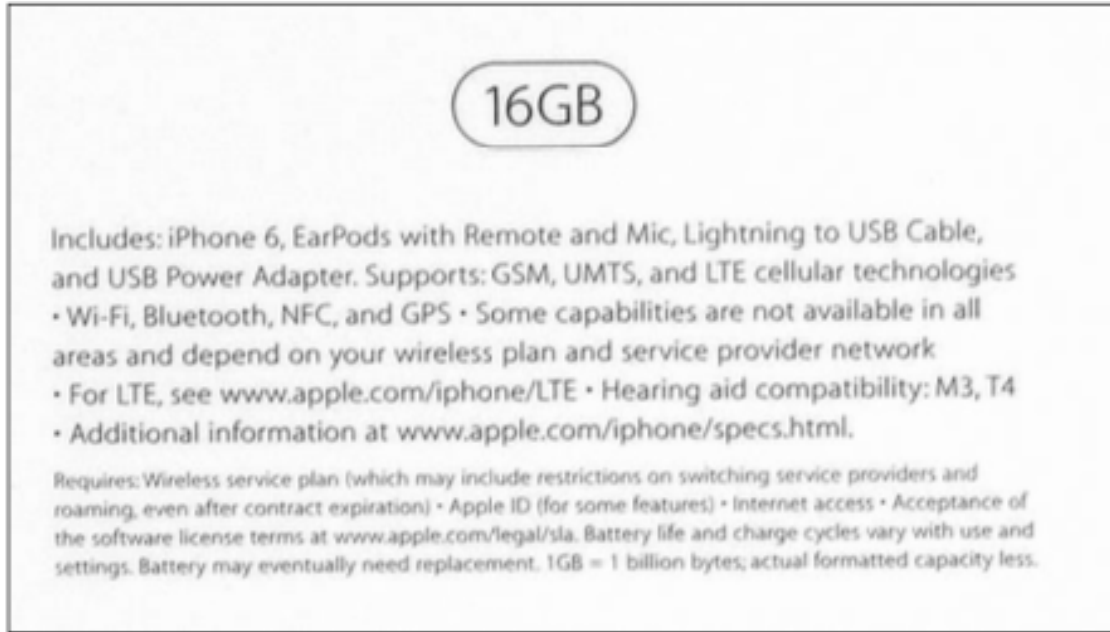 16GB
Includes: iPhone 6, EarPods with Remote and Mic, Lightning to USB Cable,
and USB Power Adapter. Supports: GSM, UMTS, and LTE cellular technologies
• Wi-Fi, Bluetooth, NFC, and GPS • Some capabilities are not available in all
areas and depend on your wireless plan and service provider network
• For LTE, see www.apple.com/iphone/LTE • Hearing aid compatibility: M3, T4
• Additional information at www.apple.com/iphone/specs.html.
Requires: Wireless service plan (which may include restrictions on switching service providers and
roaming, even after contract expiration) • Apple ID (for some features) • Internet access • Acceptance of
the software license terms at www.apple.com/legal/sla. Battery life and charge cycles vary with use and
settings. Battery may eventually need replacement. 1GB = 1 billion bytes; actual formatted capacity less.